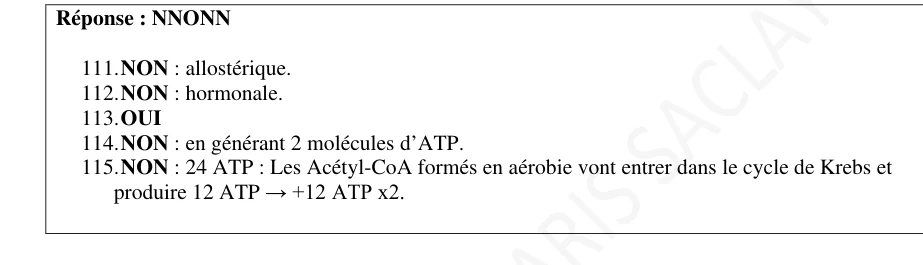 Réponse : NNONN
111.NON : allostérique.
112.NON : hormonale.
113.OUI
114.NON : en générant 2 molécules d’ATP.
115.NON : 24 ATP : Les Acétyl-CoA formés en aérobie vont entrer dans le cycle de Krebs et
produire 12 ATP → +12 ATP x2.
ARIS SACLAY